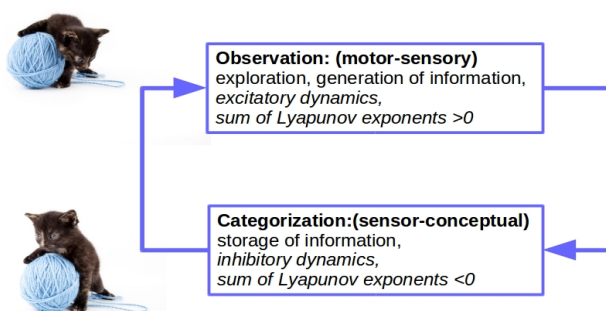 Observation: (motor-sensory)
exploration, generation of information,
excitatory dynamics,
sum of Lyapunov exponents >0
Categorization:(sensor-conceptual)
storage of information,
inhibitory dynamics,
sum of Lyapunov exponents <0